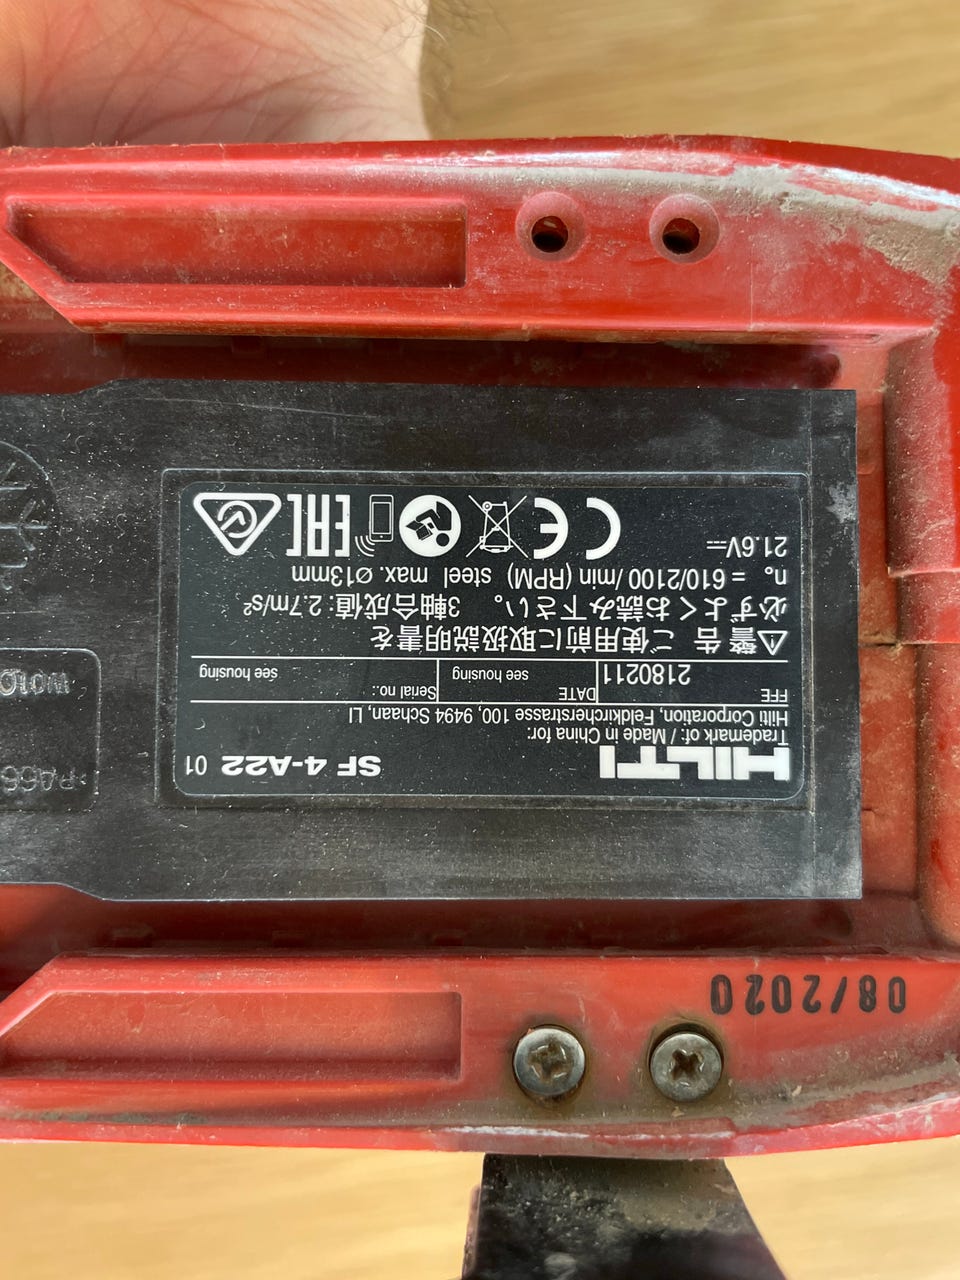 HILTI SF 4-A22 01
Trademark of: / Made in China for:
Hilti Corporation, Feldkircherstrasse 100, 9494 Schaan, LI
FFE 2180211 DATE see housing Serial no.: see housing
警告 ご使用前に取扱説明書を
必ずよくお読み下さい。 3軸合成値: 2.7m/s²
n₀ = 610/2100 /min (RPM) steel max. Ø13mm
21.6V⎓
CE
EAC
08/2020